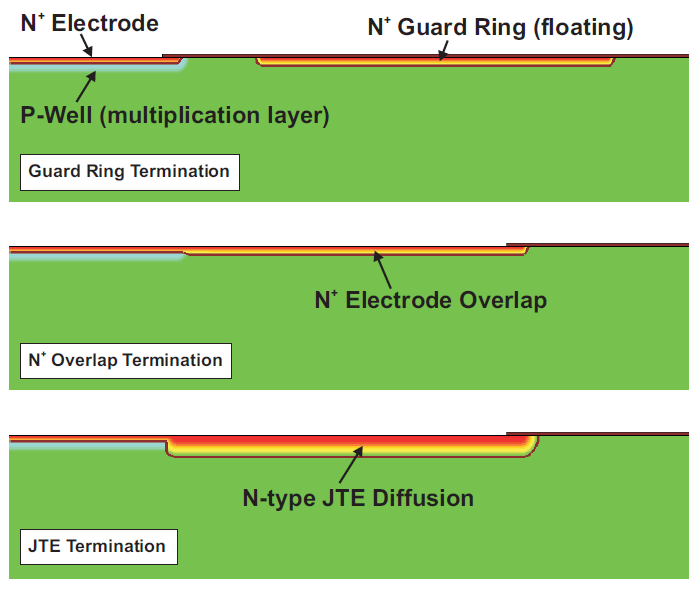 N⁺ Electrode
N⁺ Guard Ring (floating)
P-Well (multiplication layer)
Guard Ring Termination
N⁺ Electrode Overlap
N⁺ Overlap Termination
N-type JTE Diffusion
JTE Termination